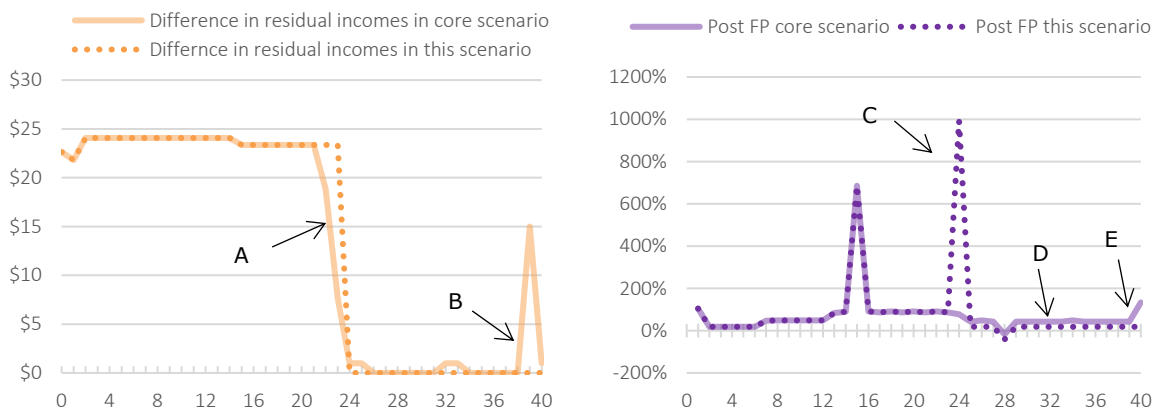 Difference in residual incomes in core scenario
Differnce in residual incomes in this scenario
$30
$25
$20
$15
$10
$5
$0
A
B
0 4 8 12 16 20 24 28 32 36 40
Post FP core scenario Post FP this scenario
1200%
1000%
800%
600%
400%
200%
0%
-200%
C
D
E
0 4 8 12 16 20 24 28 32 36 40